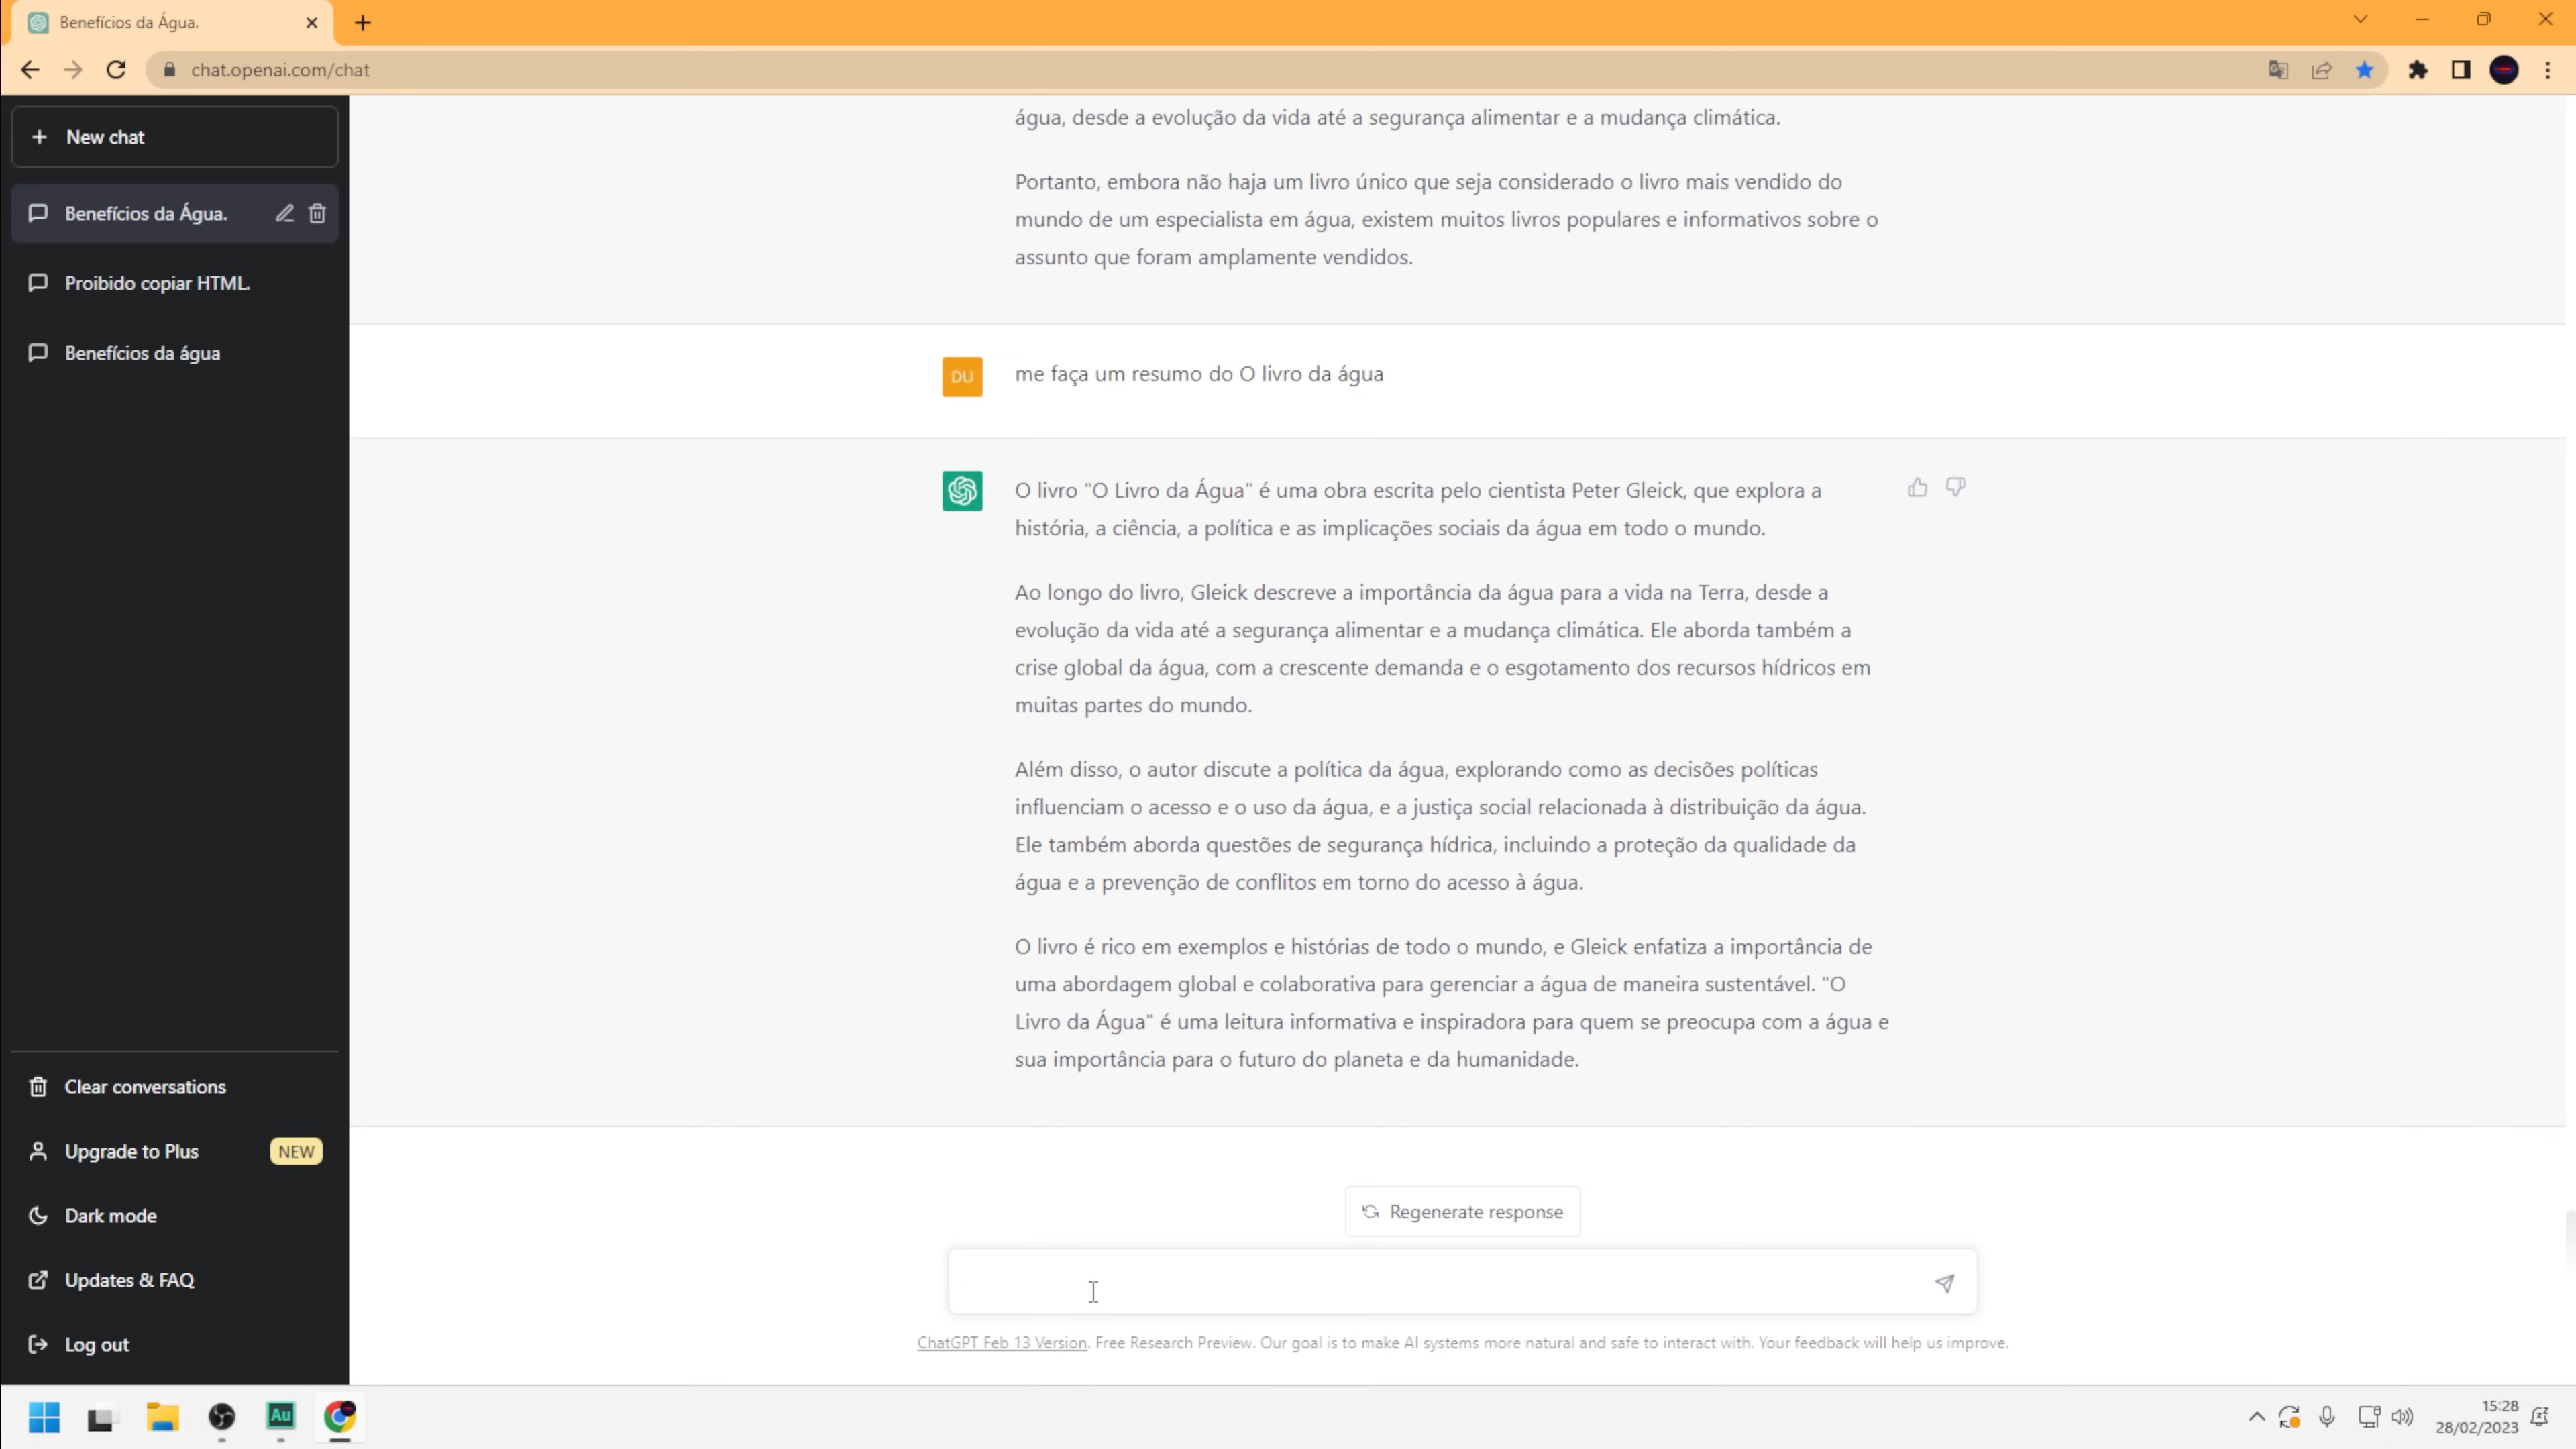 Benefícios da Água.
chat.openai.com/chat
New chat
Benefícios da Água.
Proibido copiar HTML.
Benefícios da água
Clear conversations
Upgrade to Plus NEW
Dark mode
Updates & FAQ
Log out
água, desde a evolução da vida até a segurança alimentar e a mudança climática.
Portanto, embora não haja um livro único que seja considerado o livro mais vendido do
mundo de um especialista em água, existem muitos livros populares e informativos sobre o
assunto que foram amplamente vendidos.
DU me faça um resumo do O livro da água
O livro "O Livro da Água" é uma obra escrita pelo cientista Peter Gleick, que explora a
história, a ciência, a política e as implicações sociais da água em todo o mundo.
Ao longo do livro, Gleick descreve a importância da água para a vida na Terra, desde a
evolução da vida até a segurança alimentar e a mudança climática. Ele aborda também a
crise global da água, com a crescente demanda e o esgotamento dos recursos hídricos em
muitas partes do mundo.
Além disso, o autor discute a política da água, explorando como as decisões políticas
influenciam o acesso e o uso da água, e a justiça social relacionada à distribuição da água.
Ele também aborda questões de segurança hídrica, incluindo a proteção da qualidade da
água e a prevenção de conflitos em torno do acesso à água.
O livro é rico em exemplos e histórias de todo o mundo, e Gleick enfatiza a importância de
uma abordagem global e colaborativa para gerenciar a água de maneira sustentável. "O
Livro da Água" é uma leitura informativa e inspiradora para quem se preocupa com a água e
sua importância para o futuro do planeta e da humanidade.
Regenerate response
ChatGPT Feb 13 Version. Free Research Preview. Our goal is to make AI systems more natural and safe to interact with. Your feedback will help us improve.
Au
15:28
28/02/2023